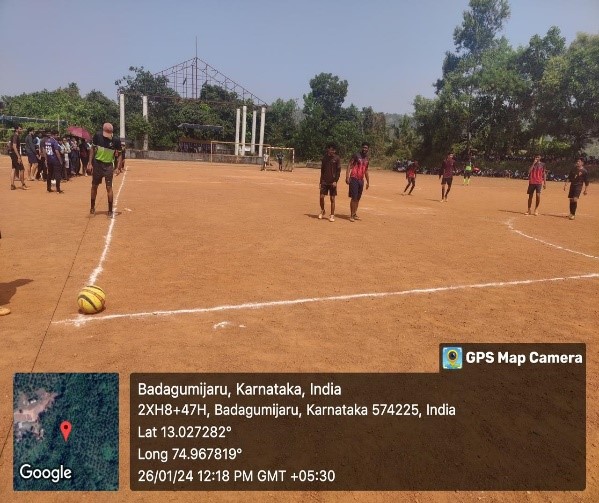 GPS Map Camera
Badagumijaru, Karnataka, India
2XH8+47H, Badagumijaru, Karnataka 574225, India
Lat 13.027282°
Long 74.967819°
26/01/24 12:18 PM GMT +05:30
Google